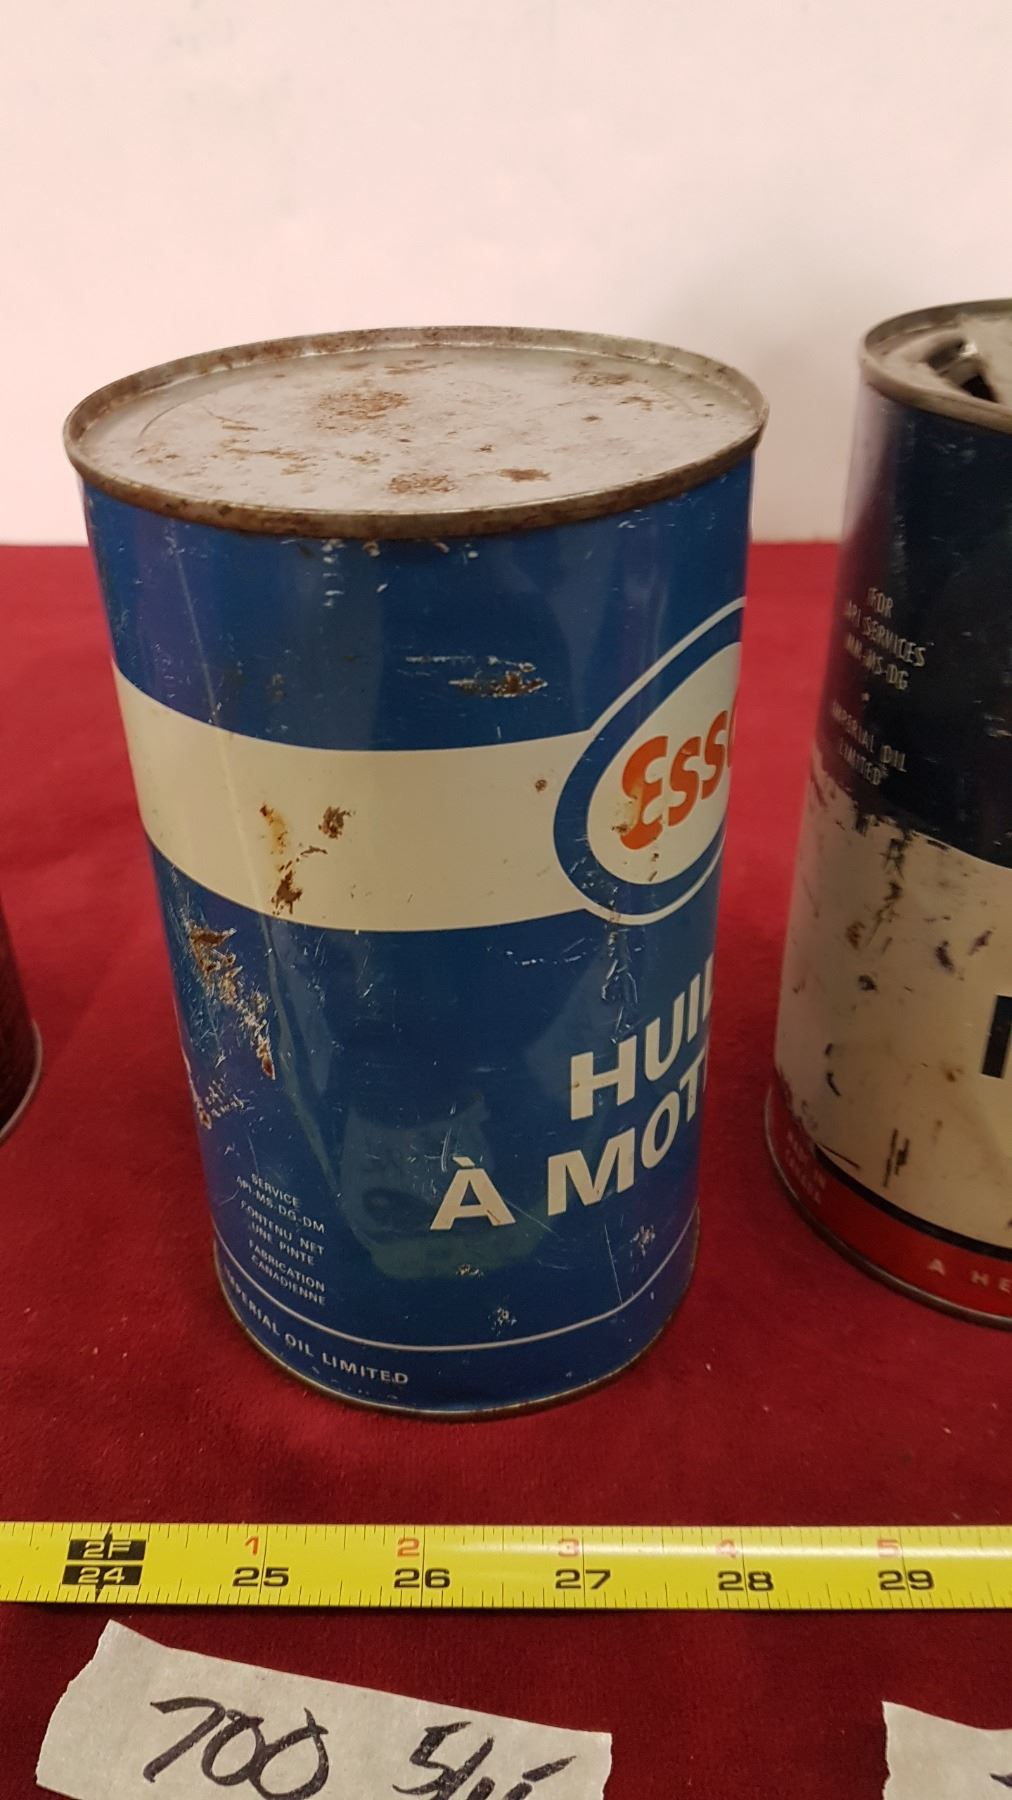 ESS
HUIL
À MOT
SERVICE
API-MS-DG-DM
CONTENU NET
UNE PINTE
FABRICATION
CANADIENNE
IMPERIAL OIL LIMITED
FOR
API SERVICES
MM-MS-DG
IMPERIAL OIL
LIMITED
A HE
2F 1 2 3 4 5
24 25 26 27 28 29
700